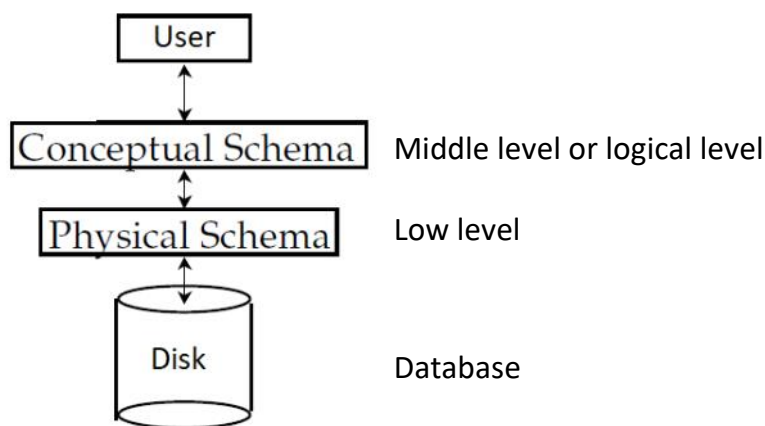 User
Conceptual Schema Middle level or logical level
Physical Schema Low level
Disk
Database